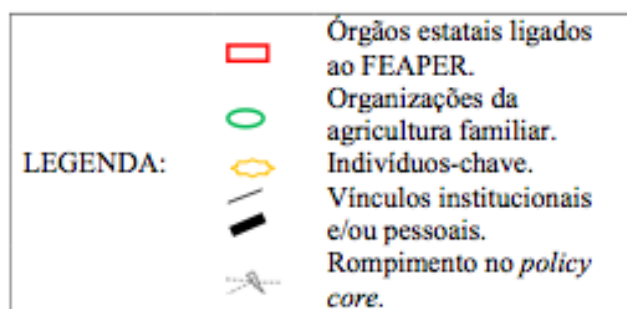 Órgãos estatais ligados
ao FEAPER.
Organizações da
agricultura familiar.
LEGENDA:
Indivíduos-chave.
Vínculos institucionais
e/ou pessoais.
Rompimento no policy
core.